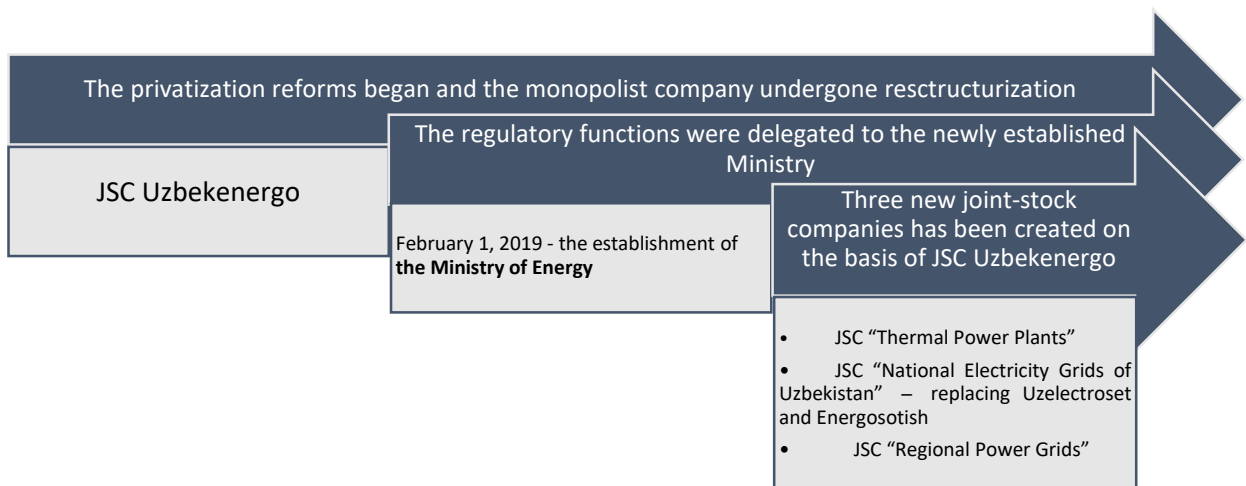 The privatization reforms began and the monopolist company undergone resctructurization
JSC Uzbekenergo
The regulatory functions were delegated to the newly established
Ministry
February 1, 2019 - the establishment of
the Ministry of Energy
Three new joint-stock
companies has been created on
the basis of JSC Uzbekenergo
• JSC “Thermal Power Plants”
• JSC “National Electricity Grids of
Uzbekistan” – replacing Uzelectroset
and Energosotish
• JSC “Regional Power Grids”